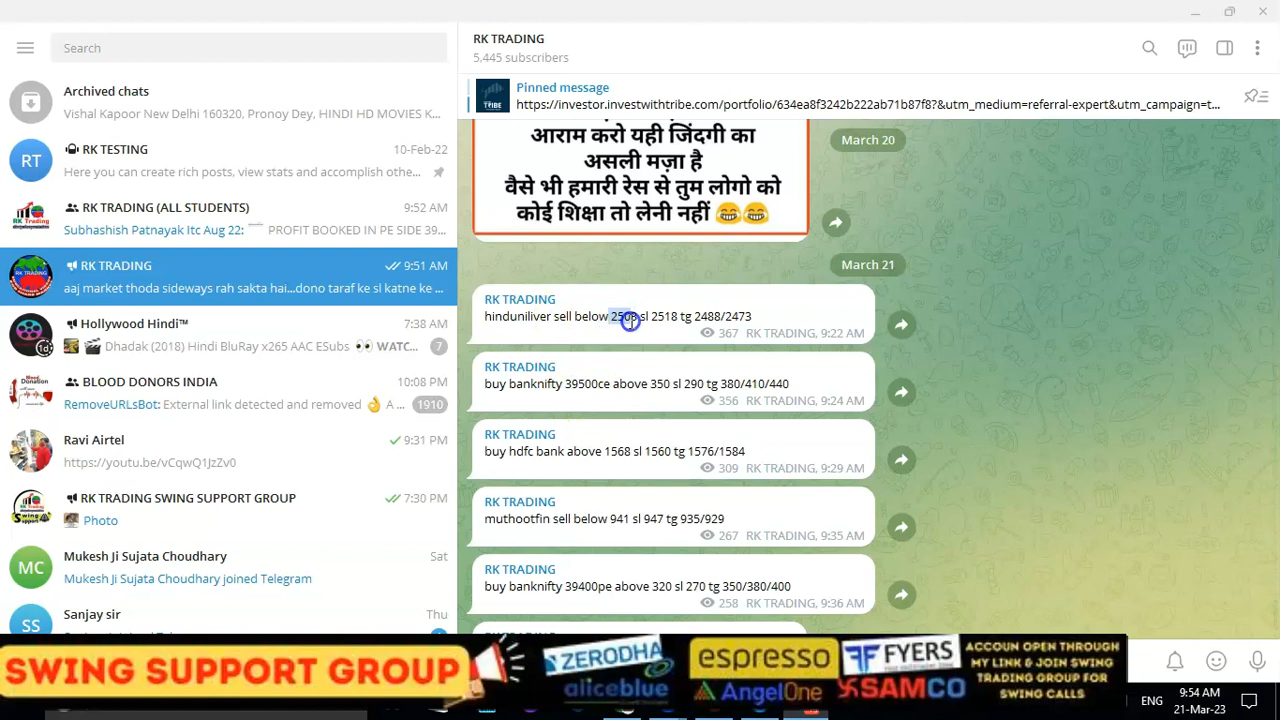 Search
RK TRADING
5,445 subscribers
Archived chats
Vishal Kapoor New Delhi 160320, Pronoy Dey, HINDI HD MOVIES K...
RT
RK TESTING
10-Feb-22
Here you can create rich posts, view stats and accomplish othe...
RK TRADING (ALL STUDENTS)
9:52 AM
Subhashish Patnayak Itc Aug 22: PROFIT BOOKED IN PE SIDE 39...
RK TRADING
9:51 AM
aaj market thoda sideways rah sakta hai...dono taraf ke sl katne ke ...
Hollywood Hindi™
7:38 AM
Dhadak (2018) Hindi BluRay x265 AAC ESubs 👀 WATC...
7
1d
BLOOD DONORS INDIA
10:08 PM
RemoveURLsBot: External link detected and removed 👌 A ...
1910
Ravi Airtel
9:31 PM
https://youtu.be/vCqwQ1JzZv0
RK TRADING SWING SUPPORT GROUP
7:30 PM
Photo
MC
Mukesh Ji Sujata Choudhary
Sat
Mukesh Ji Sujata Choudhary joined Telegram
SS
Sanjay sir
Thu
Pinned message
https://investor.investwithtribe.com/portfolio/634ea8f3242b222ab71b87f8?&utm_medium=referral-expert&utm_campaign=t...
TRIBE
आराम करो यही जिंदगी का
असली मज़ा है
वैसे भी हमारी रेस से तुम लोगो को
कोई शिक्षा तो लेनी नहीं 😂😂
March 20
March 21
RK TRADING
hinduniliver sell below 2503 sl 2518 tg 2488/2473
367 RK TRADING, 9:22 AM
RK TRADING
buy banknifty 39500ce above 350 sl 290 tg 380/410/440
356 RK TRADING, 9:24 AM
RK TRADING
buy hdfc bank above 1568 sl 1560 tg 1576/1584
309 RK TRADING, 9:29 AM
RK TRADING
muthootfin sell below 941 sl 947 tg 935/929
267 RK TRADING, 9:35 AM
RK TRADING
buy banknifty 39400pe above 320 sl 270 tg 350/380/400
258 RK TRADING, 9:36 AM
SWING SUPPORT GROUP
ZERODHA
aliceblue
espresso
AngelOne
FYERS
SAMCO
ACCOUN OPEN THROUGH
MY LINK & JOIN SWING
TRADING GROUP FOR
SWING CALLS
ENG
9:54 AM
21-Mar-23